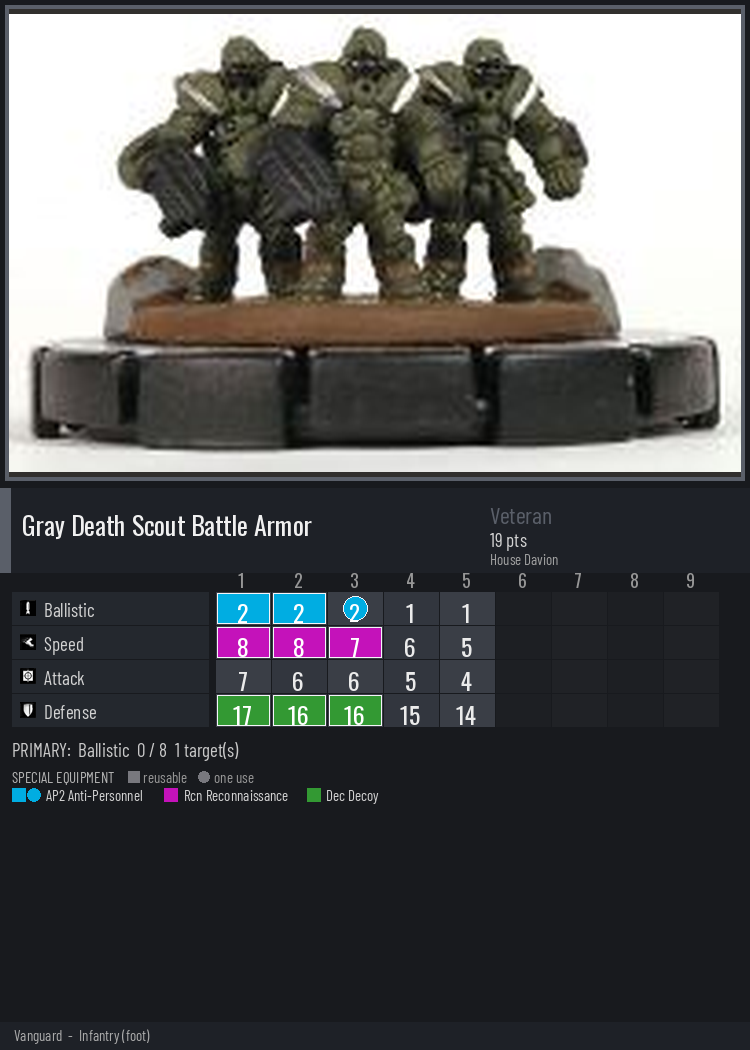 Gray Death Scout Battle Armor
Veteran
19 pts
House Davion
1 2 3 4 5 6 7 8 9
Ballistic 2 2 2 1 1
Speed 8 8 7 6 5
Attack 7 6 6 5 4
Defense 17 16 16 15 14
PRIMARY: Ballistic 0 / 8 1 target(s)
SPECIAL EQUIPMENT reusable one use
AP2 Anti-Personnel Rcn Reconnaissance Dec Decoy
Vanguard - Infantry (foot)